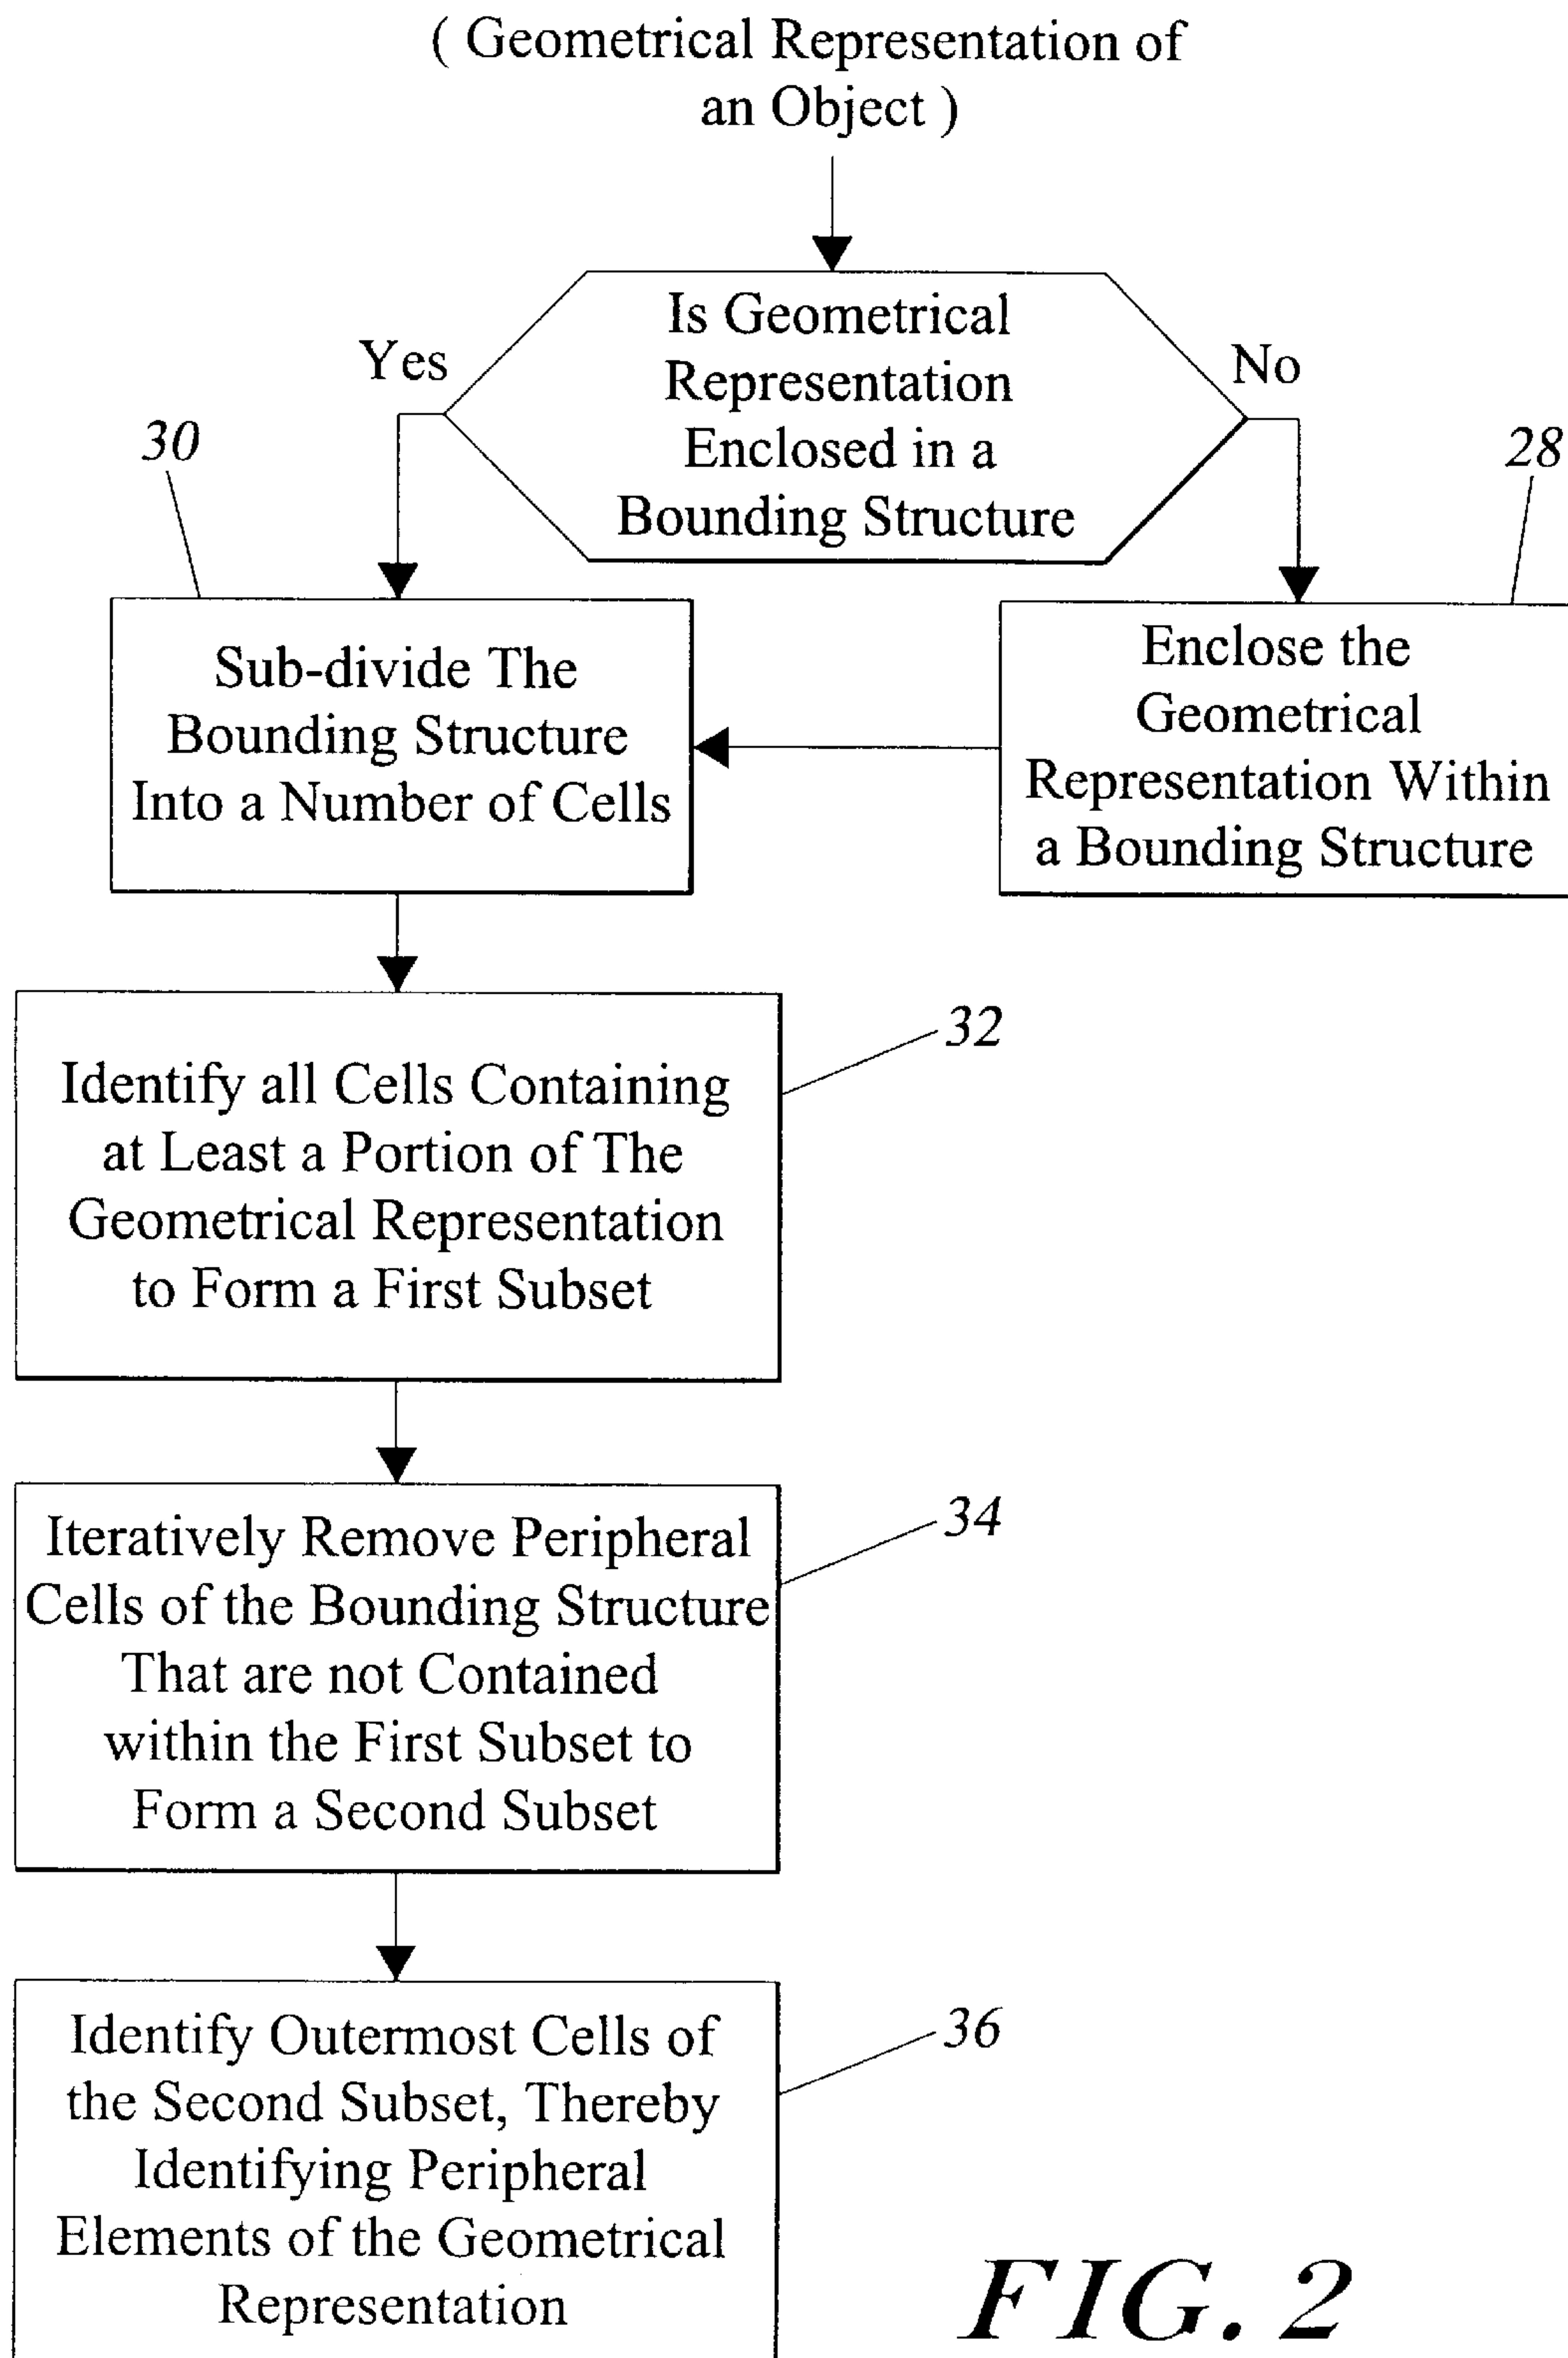 ( Geometrical Representation of
an Object )
Is Geometrical
Representation
Enclosed in a
Bounding Structure
Yes
No
30
28
Sub-divide The
Bounding Structure
Into a Number of Cells
Enclose the
Geometrical
Representation Within
a Bounding Structure
32
Identify all Cells Containing
at Least a Portion of The
Geometrical Representation
to Form a First Subset
34
Iteratively Remove Peripheral
Cells of the Bounding Structure
That are not Contained
within the First Subset to
Form a Second Subset
36
Identify Outermost Cells of
the Second Subset, Thereby
Identifying Peripheral
Elements of the Geometrical
Representation
FIG. 2